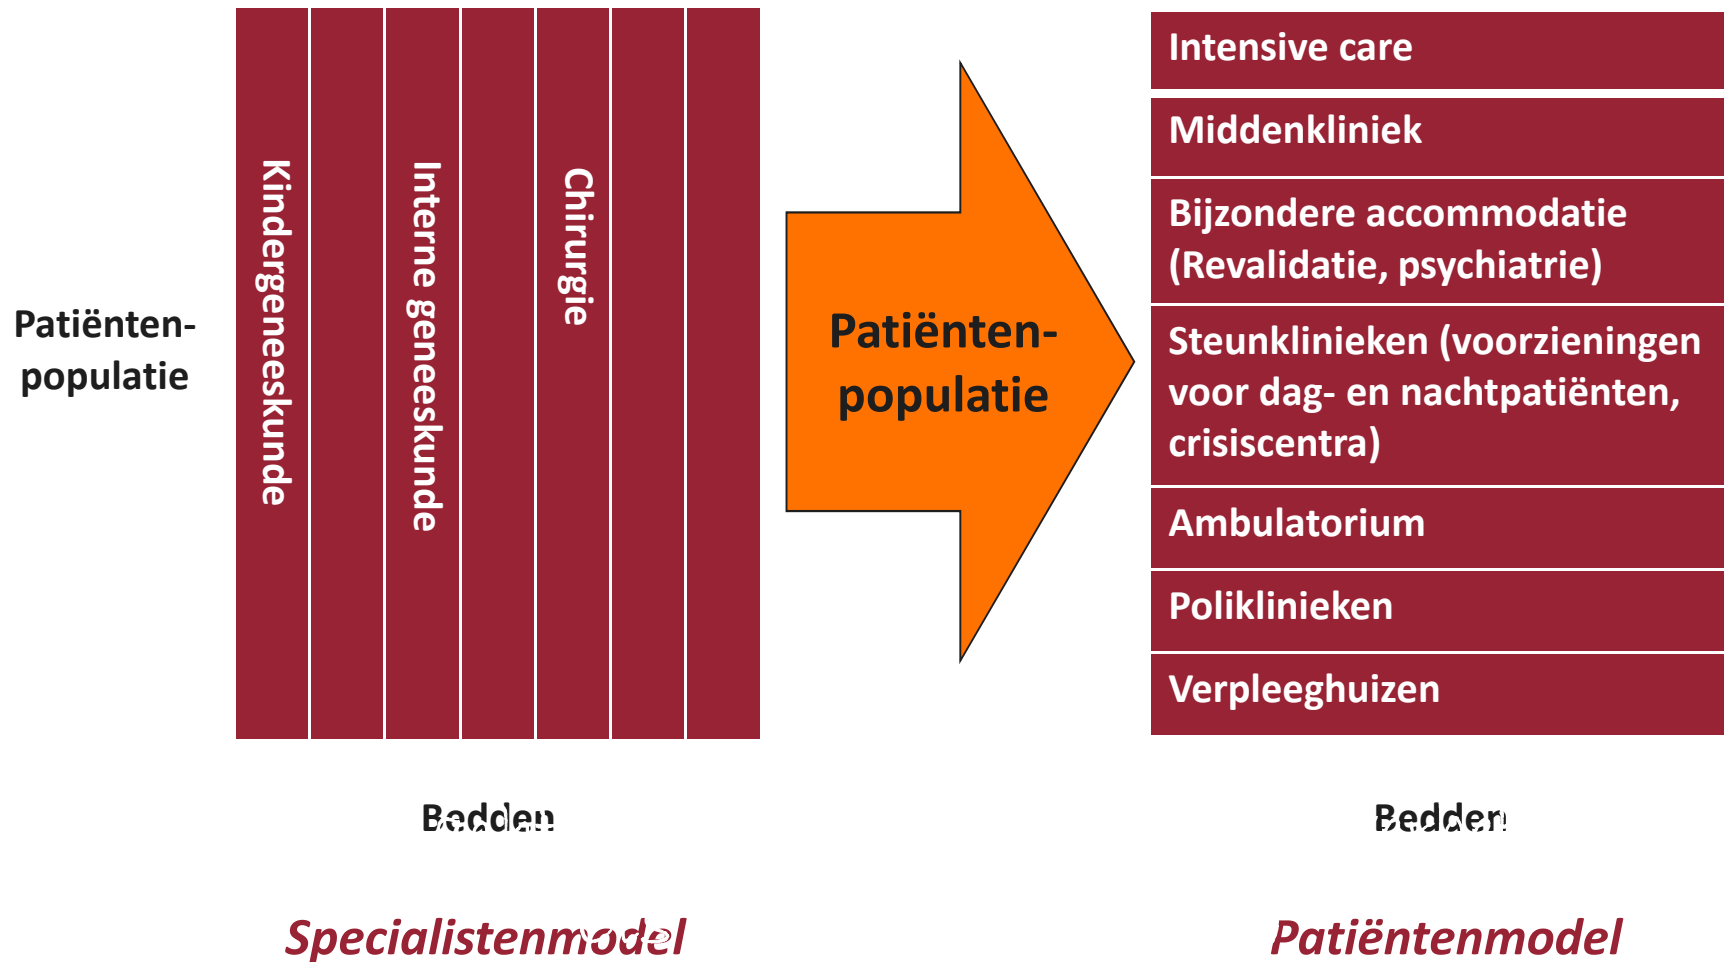 Patiënten-
populatie
Kindergeneeskunde
Interne geneeskunde
Chirurgie
Bedden
Specialistenmodel
Patiënten-
populatie
Intensive care
Middenkliniek
Bijzondere accommodatie
(Revalidatie, psychiatrie)
Steunklinieken (voorzieningen
voor dag- en nachtpatiënten,
crisiscentra)
Ambulatorium
Poliklinieken
Verpleeghuizen
Bedden
Patiëntenmodel